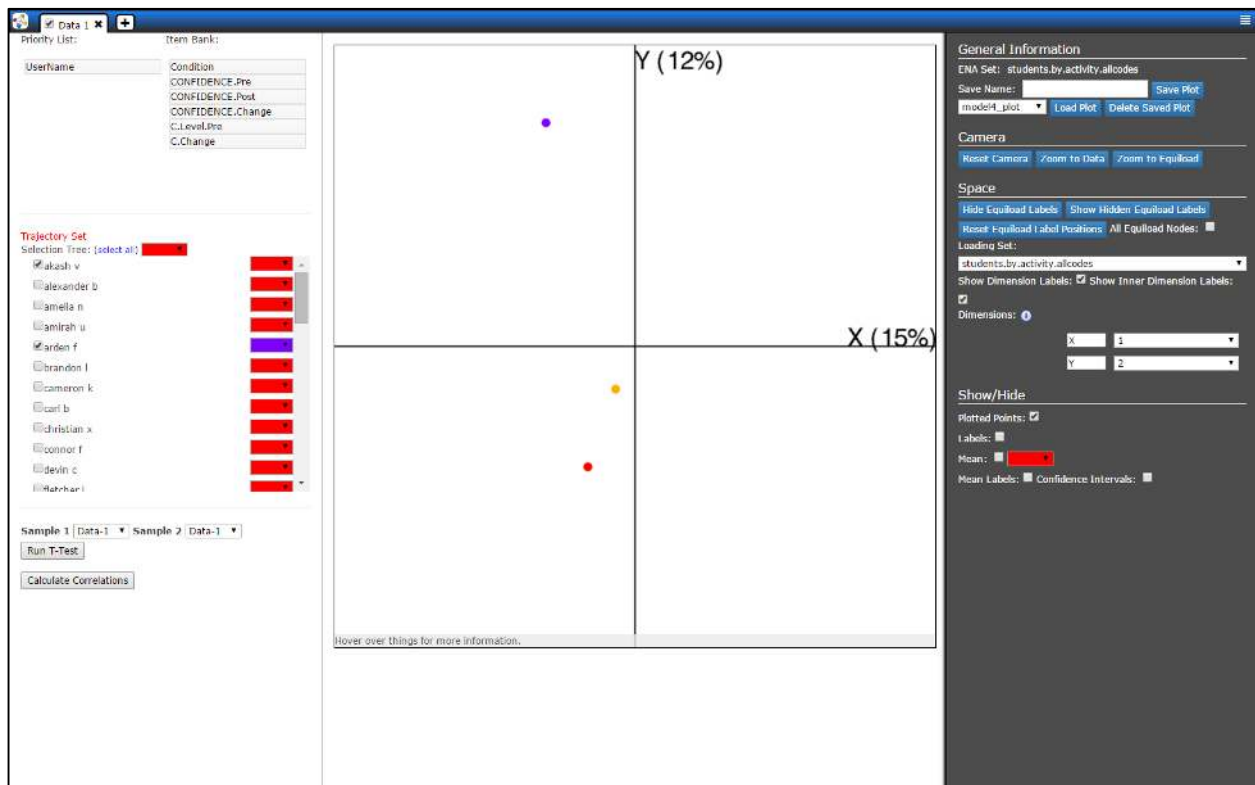 Data 1 ✖
Priority List: Item Bank:
UserName
Condition
CONFIDENCE.Pre
CONFIDENCE.Post
CONFIDENCE.Change
C.Level.Pre
C.Change
Trajectory Set
Selection Tree: (select all)
akash v
alexander b
amelia n
amirah u
arden f
brandon l
cameron k
carl b
christian x
connor f
devin c
fletcher l
Sample 1 Data-1 Sample 2 Data-1
Run T-Test
Calculate Correlations
Y (12%)
X (15%)
Hover over things for more information.
General Information
ENA Set: students.by.activity.allcodes
Save Name: Save Plot
model4_plot Load Plot Delete Saved Plot
Camera
Reset Camera Zoom to Data Zoom to Equiload
Space
Hide Equiload Labels Show Hidden Equiload Labels
Reset Equiload Label Positions All Equiload Nodes:
Loading Set:
students.by.activity.allcodes
Show Dimension Labels: Show Inner Dimension Labels:
Dimensions:
X 1
Y 2
Show/Hide
Plotted Points:
Labels:
Mean:
Mean Labels: Confidence Intervals: